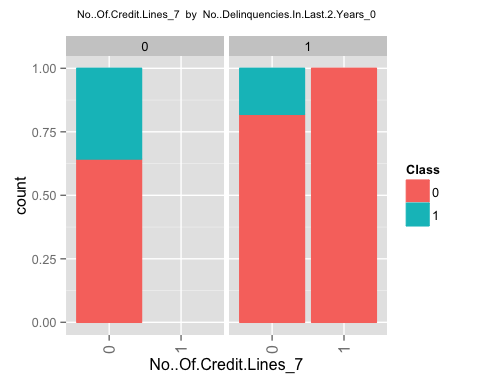 No..Of.Credit.Lines_7 by No..Delinquencies.In.Last.2.Years_0
0 1
1.00
0.75
0.50
0.25
0.00
count
0 1 0 1
No..Of.Credit.Lines_7
Class
0
1